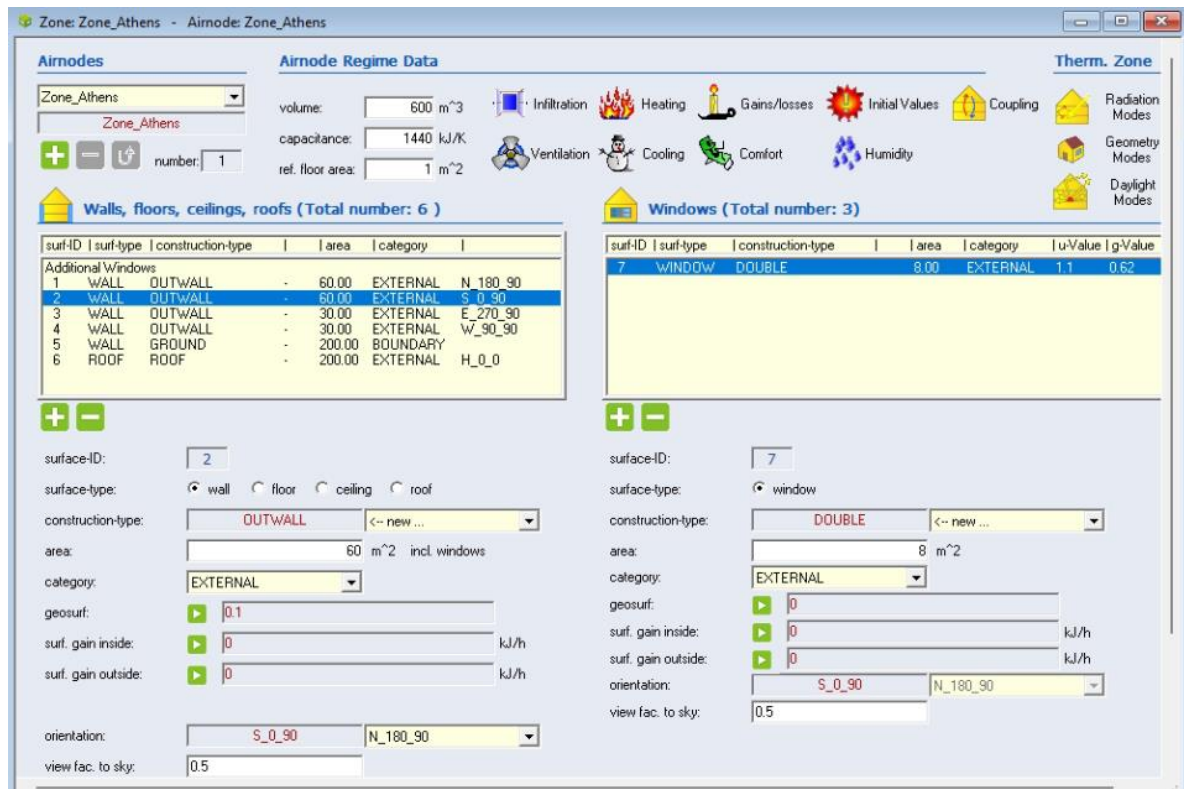 Zone: Zone_Athens - Airnode: Zone_Athens
Airnodes
Zone_Athens
Zone_Athens
number: 1
Airnode Regime Data
volume: 600 m^3
capacitance: 1440 kJ/K
ref. floor area: 1 m^2
Infiltration
Heating
Gains/losses
Initial Values
Coupling
Ventilation
Cooling
Comfort
Humidity
Therm. Zone
Radiation
Modes
Geometry
Modes
Daylight
Modes
Walls, floors, ceilings, roofs (Total number: 6 )
surf-ID | surf-type | construction-type | | area | category |
Additional Windows
1 WALL OUTWALL - 60.00 EXTERNAL N_180_90
2 WALL OUTWALL - 60.00 EXTERNAL S_0_90
3 WALL OUTWALL - 30.00 EXTERNAL E_270_90
4 WALL OUTWALL - 30.00 EXTERNAL W_90_90
5 WALL GROUND - 200.00 BOUNDARY
6 ROOF ROOF - 200.00 EXTERNAL H_0_0
surface-ID: 2
surface-type: wall floor ceiling roof
construction-type: OUTWALL <-- new ...
area: 60 m^2 incl. windows
category: EXTERNAL
geosurf: 0.1
surf. gain inside: 0 kJ/h
surf. gain outside: 0 kJ/h
orientation: S_0_90 N_180_90
view fac. to sky: 0.5
Windows (Total number: 3)
surf-ID | surf-type | construction-type | | area | category | u-Value | g-Value
7 WINDOW DOUBLE 8.00 EXTERNAL 1.1 0.62
surface-ID: 7
surface-type: window
construction-type: DOUBLE <-- new ...
area: 8 m^2
category: EXTERNAL
geosurf: 0
surf. gain inside: 0 kJ/h
surf. gain outside: 0 kJ/h
orientation: S_0_90 N_180_90
view fac. to sky: 0.5